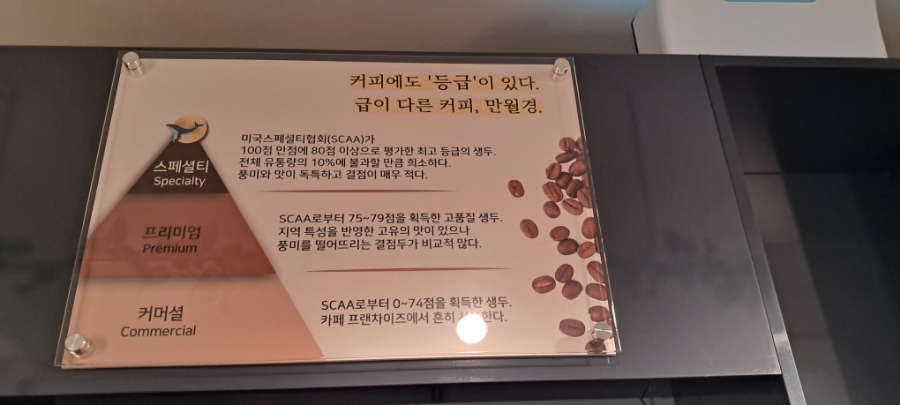 커피에도 '등급'이 있다.
급이 다른 커피, 만월경.
스페셜티
Specialty
미국스페셜티협회(SCAA)가
100점 만점에 80점 이상으로 평가한 최고 등급의 생두.
전체 유통량의 10%에 불과할 만큼 희소하다.
풍미와 맛이 독특하고 결점이 매우 적다.
프리미엄
Premium
SCAA로부터 75~79점을 획득한 고품질 생두.
지역 특성을 반영한 고유의 맛이 있으나
풍미를 떨어뜨리는 결점두가 비교적 많다.
커머셜
Commercial
SCAA로부터 0~74점을 획득한 생두.
카페 프랜차이즈에서 흔히